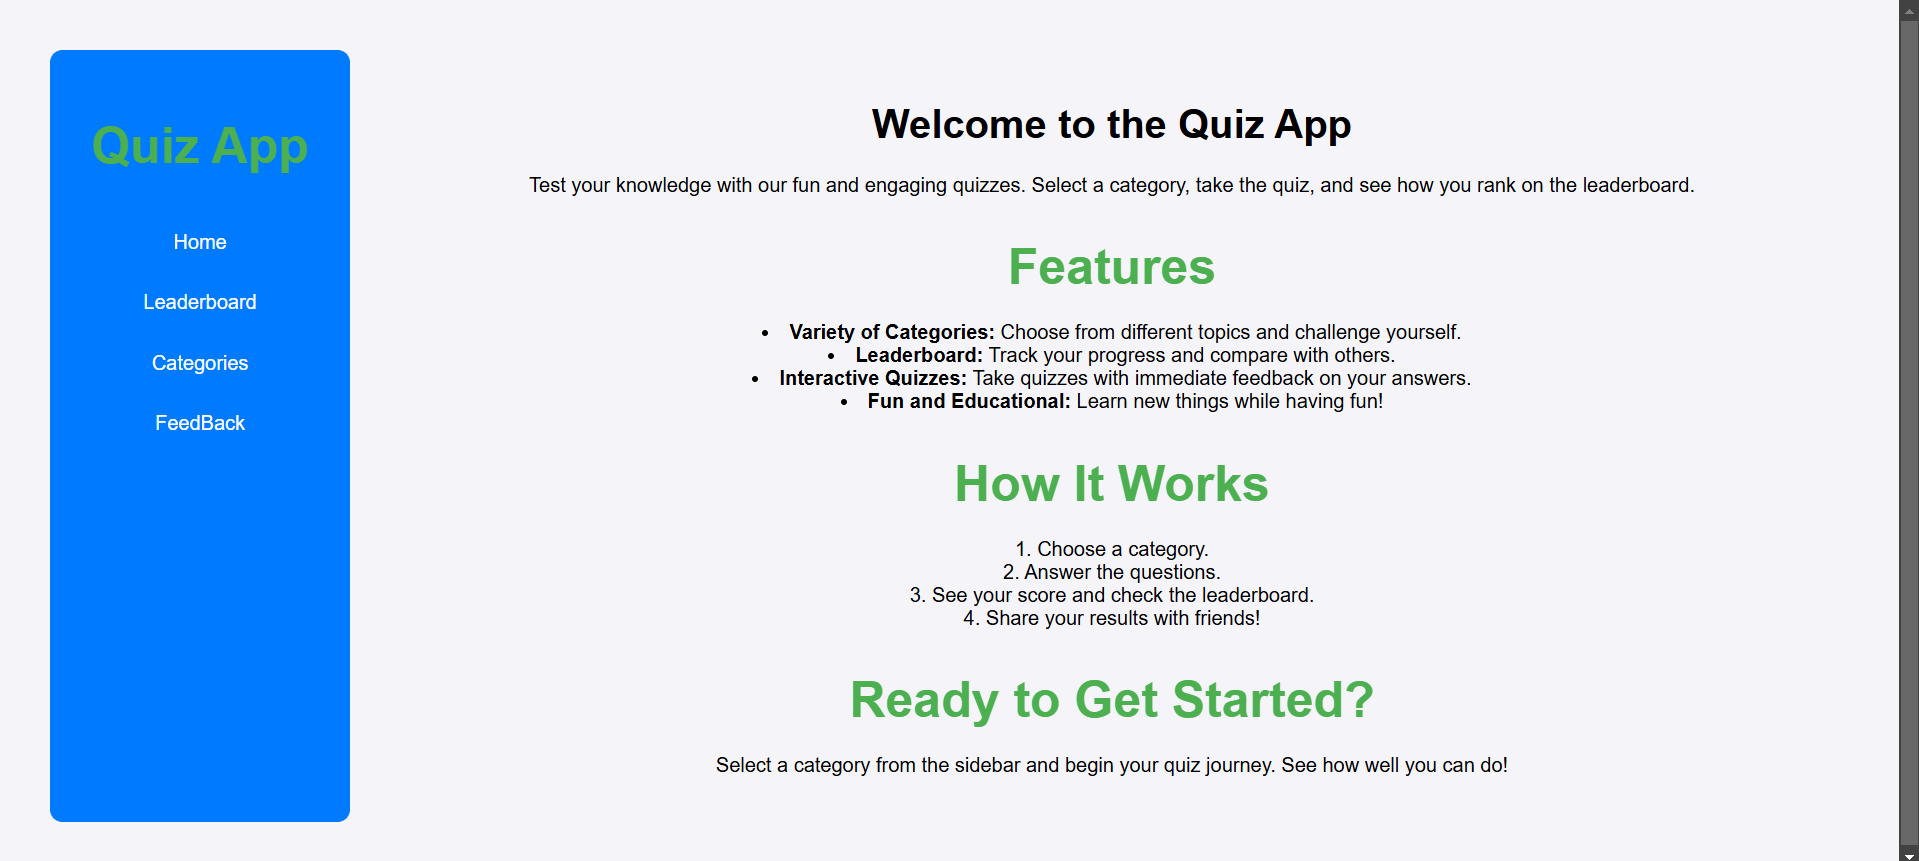 Quiz App
Home
Leaderboard
Categories
FeedBack
Welcome to the Quiz App
Test your knowledge with our fun and engaging quizzes. Select a category, take the quiz, and see how you rank on the leaderboard.
Features
• Variety of Categories: Choose from different topics and challenge yourself.
• Leaderboard: Track your progress and compare with others.
• Interactive Quizzes: Take quizzes with immediate feedback on your answers.
• Fun and Educational: Learn new things while having fun!
How It Works
1. Choose a category.
2. Answer the questions.
3. See your score and check the leaderboard.
4. Share your results with friends!
Ready to Get Started?
Select a category from the sidebar and begin your quiz journey. See how well you can do!